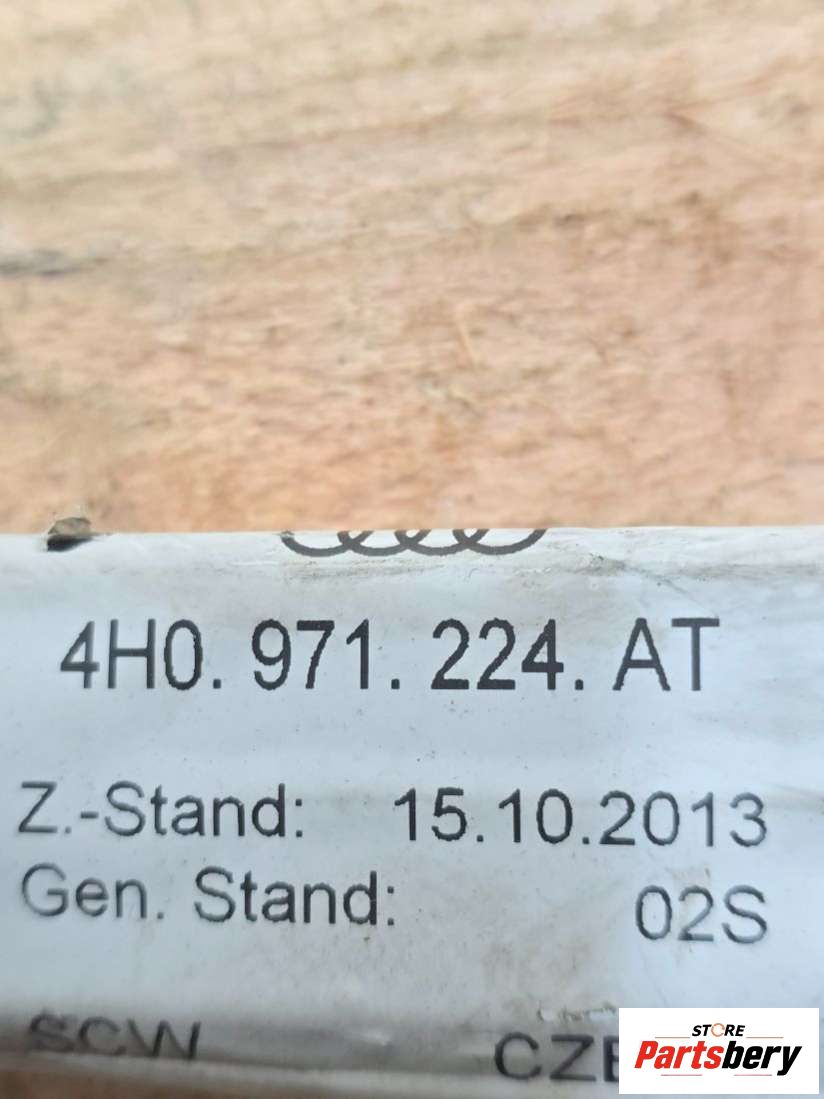 4H0. 971. 224. AT
Z.-Stand: 15.10.2013
Gen. Stand: 02S
SCW
STORE
Partsbery